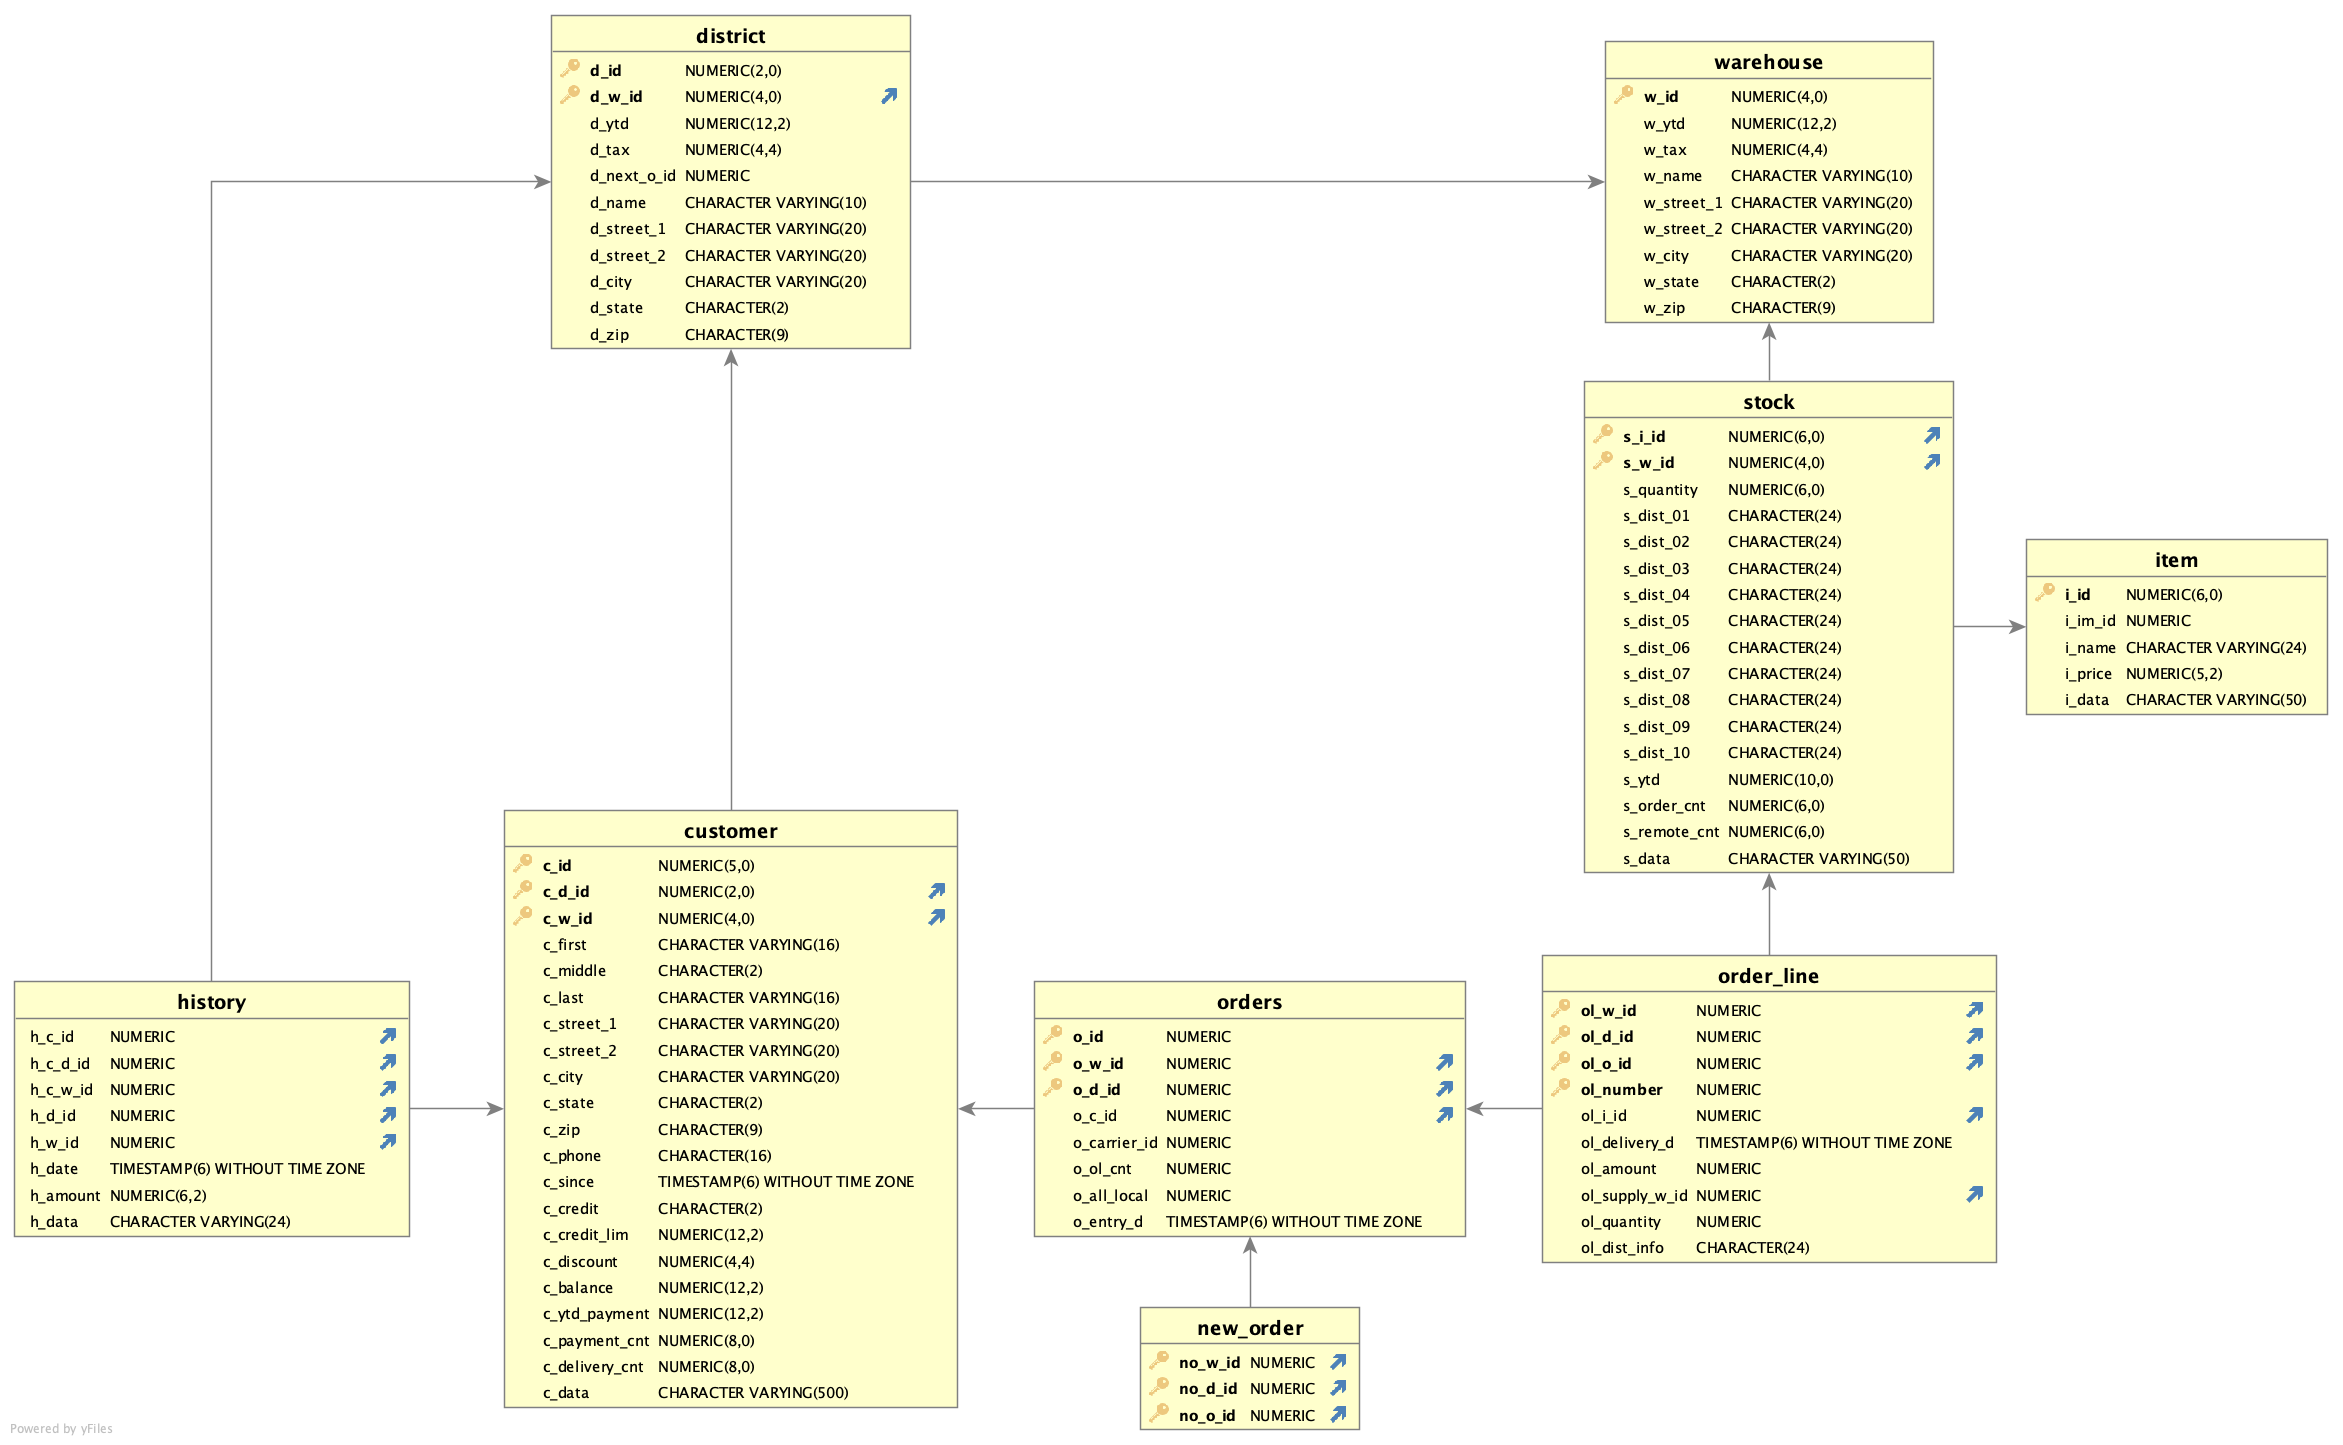 district
d_id NUMERIC(2,0)
d_w_id NUMERIC(4,0)
d_ytd NUMERIC(12,2)
d_tax NUMERIC(4,4)
d_next_o_id NUMERIC
d_name CHARACTER VARYING(10)
d_street_1 CHARACTER VARYING(20)
d_street_2 CHARACTER VARYING(20)
d_city CHARACTER VARYING(20)
d_state CHARACTER(2)
d_zip CHARACTER(9)
warehouse
w_id NUMERIC(4,0)
w_ytd NUMERIC(12,2)
w_tax NUMERIC(4,4)
w_name CHARACTER VARYING(10)
w_street_1 CHARACTER VARYING(20)
w_street_2 CHARACTER VARYING(20)
w_city CHARACTER VARYING(20)
w_state CHARACTER(2)
w_zip CHARACTER(9)
stock
s_i_id NUMERIC(6,0)
s_w_id NUMERIC(4,0)
s_quantity NUMERIC(6,0)
s_dist_01 CHARACTER(24)
s_dist_02 CHARACTER(24)
s_dist_03 CHARACTER(24)
s_dist_04 CHARACTER(24)
s_dist_05 CHARACTER(24)
s_dist_06 CHARACTER(24)
s_dist_07 CHARACTER(24)
s_dist_08 CHARACTER(24)
s_dist_09 CHARACTER(24)
s_dist_10 CHARACTER(24)
s_ytd NUMERIC(10,0)
s_order_cnt NUMERIC(6,0)
s_remote_cnt NUMERIC(6,0)
s_data CHARACTER VARYING(50)
item
i_id NUMERIC(6,0)
i_im_id NUMERIC
i_name CHARACTER VARYING(24)
i_price NUMERIC(5,2)
i_data CHARACTER VARYING(50)
customer
c_id NUMERIC(5,0)
c_d_id NUMERIC(2,0)
c_w_id NUMERIC(4,0)
c_first CHARACTER VARYING(16)
c_middle CHARACTER(2)
c_last CHARACTER VARYING(16)
c_street_1 CHARACTER VARYING(20)
c_street_2 CHARACTER VARYING(20)
c_city CHARACTER VARYING(20)
c_state CHARACTER(2)
c_zip CHARACTER(9)
c_phone CHARACTER(16)
c_since TIMESTAMP(6) WITHOUT TIME ZONE
c_credit CHARACTER(2)
c_credit_lim NUMERIC(12,2)
c_discount NUMERIC(4,4)
c_balance NUMERIC(12,2)
c_ytd_payment NUMERIC(12,2)
c_payment_cnt NUMERIC(8,0)
c_delivery_cnt NUMERIC(8,0)
c_data CHARACTER VARYING(500)
history
h_c_id NUMERIC
h_c_d_id NUMERIC
h_c_w_id NUMERIC
h_d_id NUMERIC
h_w_id NUMERIC
h_date TIMESTAMP(6) WITHOUT TIME ZONE
h_amount NUMERIC(6,2)
h_data CHARACTER VARYING(24)
orders
o_id NUMERIC
o_w_id NUMERIC
o_d_id NUMERIC
o_c_id NUMERIC
o_carrier_id NUMERIC
o_ol_cnt NUMERIC
o_all_local NUMERIC
o_entry_d TIMESTAMP(6) WITHOUT TIME ZONE
order_line
ol_w_id NUMERIC
ol_d_id NUMERIC
ol_o_id NUMERIC
ol_number NUMERIC
ol_i_id NUMERIC
ol_delivery_d TIMESTAMP(6) WITHOUT TIME ZONE
ol_amount NUMERIC
ol_supply_w_id NUMERIC
ol_quantity NUMERIC
ol_dist_info CHARACTER(24)
new_order
no_w_id NUMERIC
no_d_id NUMERIC
no_o_id NUMERIC
Powered by yFiles